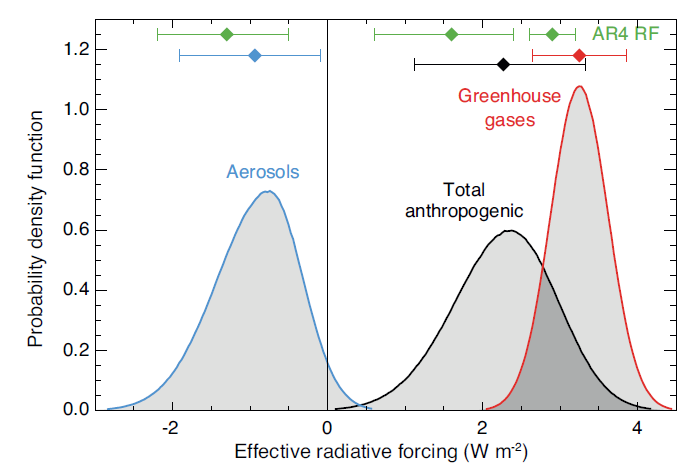 AR4 RF
Greenhouse
gases
Aerosols
Total
anthropogenic
Probability density function
1.2
1.0
0.8
0.6
0.4
0.2
0.0
-2
0
2
4
Effective radiative forcing (W m-2)